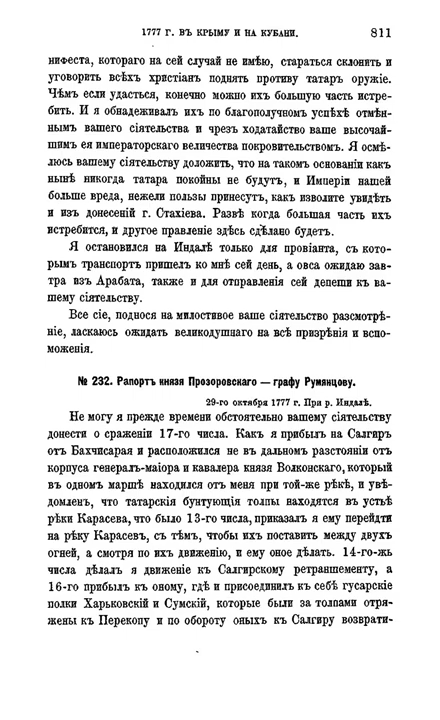 1777 Г. ВЪ КРЫМУ И НА КУБАНИ. 811
нифеста, котораго на сей случай не имѣю, стараться склонить и
уговорить всѣхъ христіанъ поднять противу татаръ оружіе.
Чѣмъ если удастся, конечно можно ихъ большую часть истре-
бить. И я обнадеживалъ ихъ по благополучномъ успѣхѣ отмѣн-
нымъ вашего сіятельства и чрезъ ходатайство ваше высочай-
шимъ ея императорскаго величества покровительствомъ. Я осмѣ-
люсь вашему сіятельству доложить, что на такомъ основаніи какъ
нынѣ никогда татара покойны не будутъ, и Имперіи нашей
больше вреда, нежели пользы принесутъ, какъ изволите увидѣть
и изъ донесеній г. Стахіева. Развѣ когда большая часть ихъ
истребится, и другое правленіе здѣсь сдѣлано будетъ.
Я остановился на Индалѣ только для провіанта, съ кото-
рымъ транспортъ пришелъ ко мнѣ сей день, а овса ожидаю зав-
тра изъ Арабата, также и для отправленія сей депеши къ ва-
шему сіятельству.
Все сіе, поднося на милостивое ваше сіятельство разсмотрѣ-
ніе, ласкаюсь ожидать великодушнаго на всѣ призрѣнія и вспо-
можения.
№ 232. Рапортъ князя Прозоровскаго — графу Румянцову.
29-го октября 1777 г. При р. Индалѣ.
Не могу я прежде времени обстоятельно вашему сіятельству
донести о сраженіи 17-го числа. Какъ я прибылъ на Салгиръ
отъ Бахчисарая и расположился не въ дальномъ разстояніи отъ
корпуса генералъ-маіора и кавалера князя Волконскаго, который
въ одномъ маршѣ находился отъ меня при той-же рѣкѣ, и увѣ-
домленъ, что татарскія бунтующія толпы находятся въ устьѣ
рѣки Карасева, что было 13-го числа, приказалъ я ему перейдти
на рѣку Карасевъ, съ тѣмъ, чтобы ихъ поставить между двухъ
огней, а смотря по ихъ движенію, и ему оное дѣлать. 14-го-жь
числа дѣлалъ я движеніе къ Салгирскому ретраншементу, а
16-го прибылъ къ оному, гдѣ и присоединилъ къ себѣ гусарскіе
полки Харьковскій и Сумскій, которые были за толпами отря-
жены къ Перекопу и по обороту оныхъ къ Салгиру возврати-